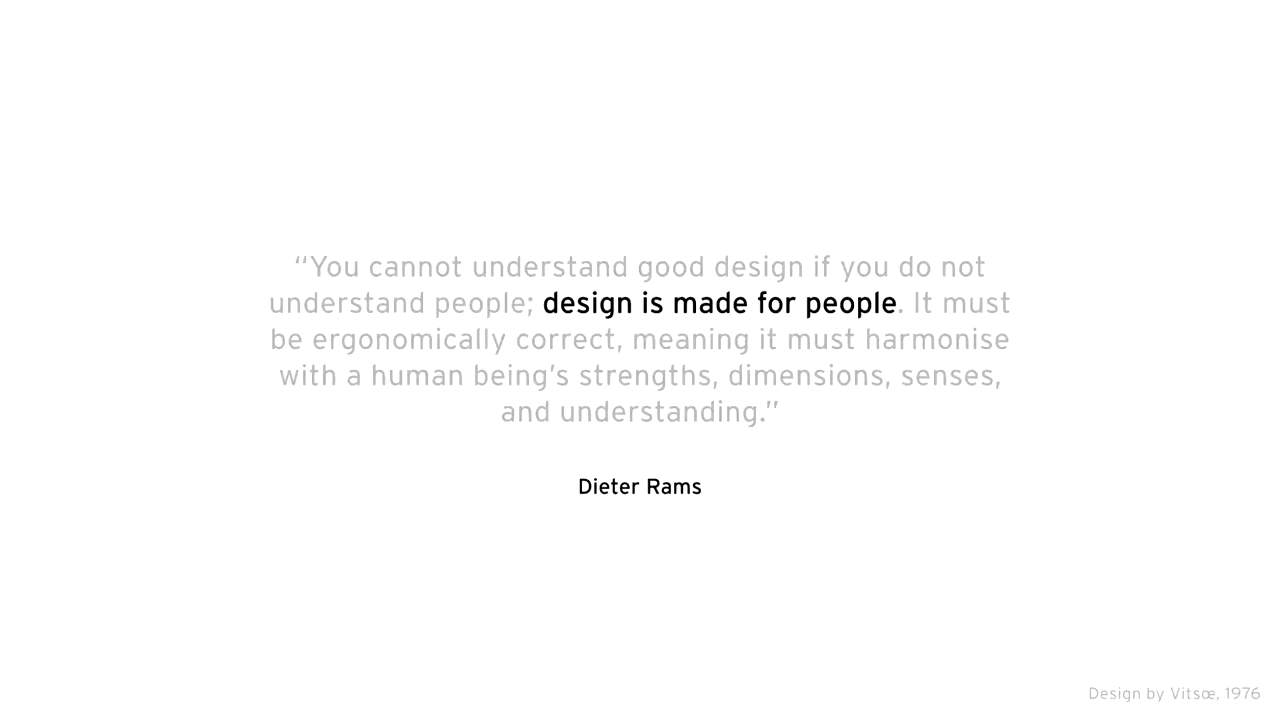 “You cannot understand good design if you do not
understand people; design is made for people. It must
be ergonomically correct, meaning it must harmonise
with a human being’s strengths, dimensions, senses,
and understanding.”
Dieter Rams
Design by Vitsœ, 1976